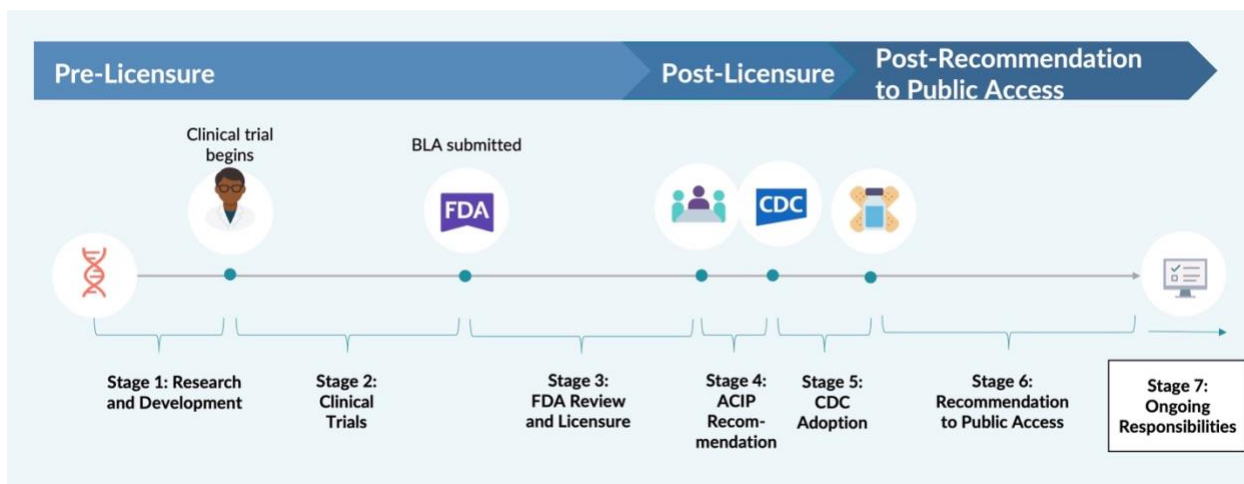 Pre-Licensure
Post-Licensure
Post-Recommendation
to Public Access
Clinical trial
begins
BLA submitted
FDA
CDC
Stage 1: Research
and Development
Stage 2:
Clinical
Trials
Stage 3:
FDA Review
and Licensure
Stage 4:
ACIP
Recom-
mendation
Stage 5:
CDC
Adoption
Stage 6:
Recommendation
to Public Access
Stage 7:
Ongoing
Responsibilities